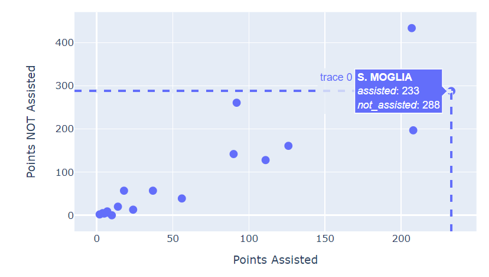 400
300
200
100
0
Points NOT Assisted
trace 0
S. MOGLIA
assisted: 233
not_assisted: 288
0
50
100
150
200
Points Assisted